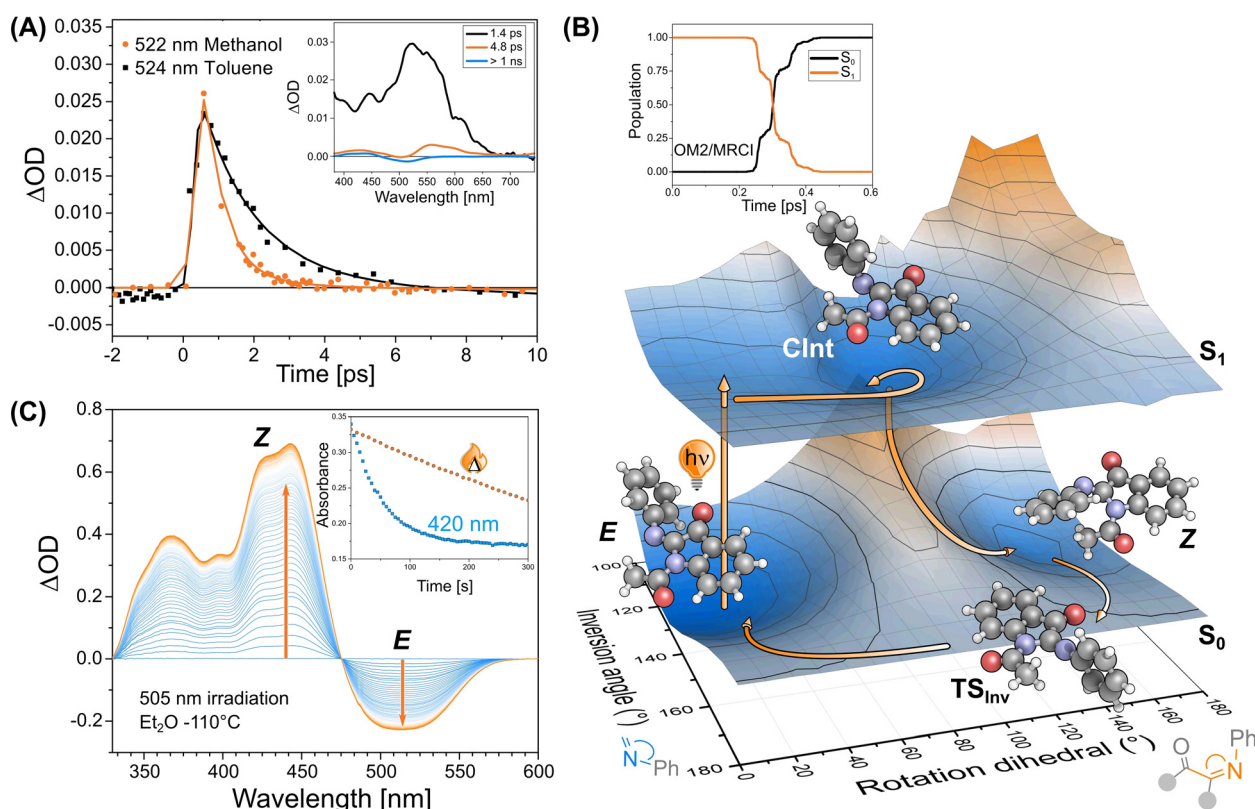 (A)
0.035
0.030
0.025
0.020
0.015
0.010
0.005
0.000
-0.005
ΔOD
-2
0
2
4
6
8
10
Time [ps]
522 nm Methanol
524 nm Toluene
0.03
0.02
0.01
0.00
ΔOD
1.4 ps
4.8 ps
> 1 ns
400
450
500
550
600
650
700
Wavelength [nm]
(B)
1.00
0.75
0.50
0.25
0.00
Population
S₀
S₁
OM2/MRCI
0.0
0.2
0.4
0.6
Time [ps]
CInt
S₁
hν
E
Z
TS_Inv
S₀
100
120
140
160
180
Inversion angle (°)
0
20
40
60
80
100
120
140
160
180
Rotation dihedral (°)
N
Ph
O
N
Ph
(C)
0.8
0.6
0.4
0.2
0.0
-0.2
ΔOD
Z
E
505 nm irradiation
Et₂O -110°C
350
400
450
500
550
600
Wavelength [nm]
0.35
0.30
0.25
0.20
0.15
Absorbance
Δ
420 nm
0
100
200
300
Time [s]